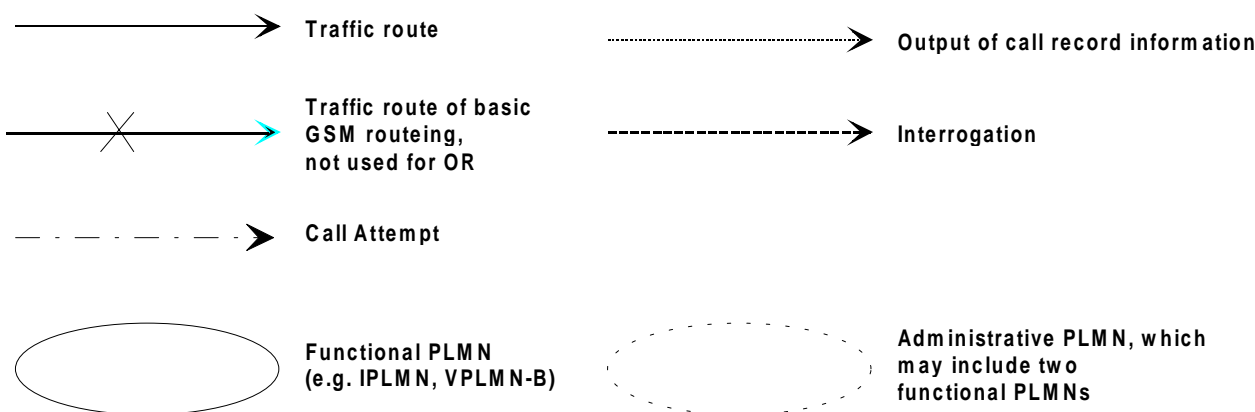 Traffic route
Output of call record information
Traffic route of basic
GSM routeing,
not used for OR
Interrogation
Call Attempt
Functional PLMN
(e.g. IPLMN, VPLMN-B)
Administrative PLMN, which
may include two
functional PLMNs